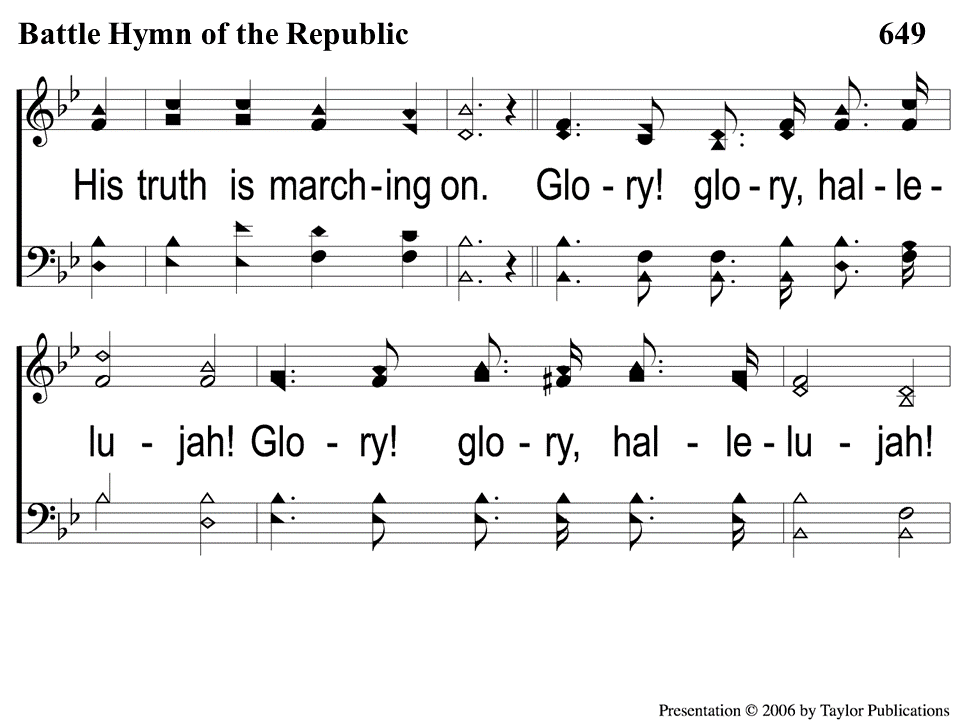 Battle Hymn of the Republic 649
His truth is march-ing on. Glo - ry! glo - ry, hal - le -
lu - jah! Glo - ry! glo - ry, hal - le - lu - jah!
Presentation © 2006 by Taylor Publications